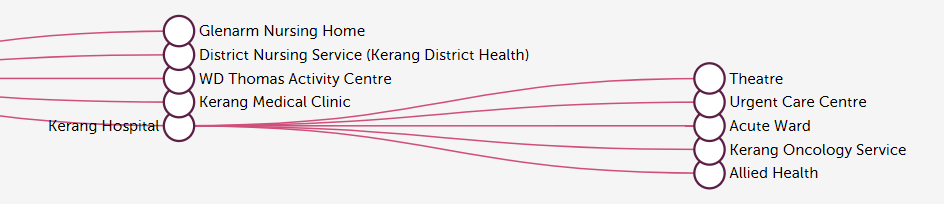 Glenarm Nursing Home
District Nursing Service (Kerang District Health)
WD Thomas Activity Centre
Kerang Medical Clinic
Kerang Hospital
Theatre
Urgent Care Centre
Acute Ward
Kerang Oncology Service
Allied Health